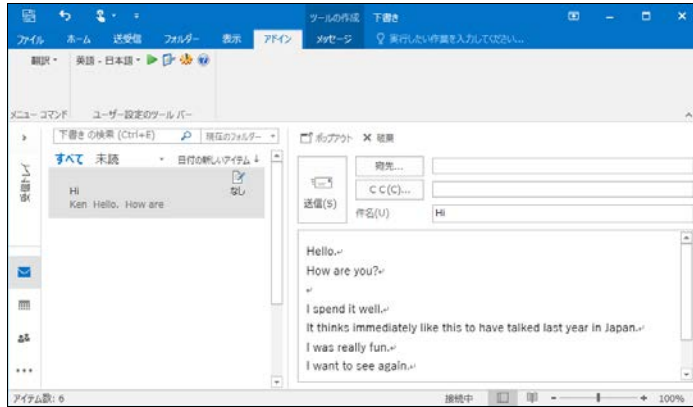 ツールの作成 下書き
ファイル ホーム 送受信 フォルダー 表示 アドイン メッセージ 実行したい作業を入力してください...
翻訳 英語 - 日本語
メニュー コマンド ユーザー設定のツール バー
下書き の検索 (Ctrl+E) 現在のフォルダー
ポップアウト 破棄
すべて 未読 日付の新しいアイテム ↓
Hi なし
Ken Hello. How are
宛先...
C C (C)...
送信(S)
件名(U) Hi
Hello.
How are you?
I spend it well.
It thinks immediately like this to have talked last year in Japan.
I was really fun.
I want to see again.
アイテム数: 6 接続中 100%